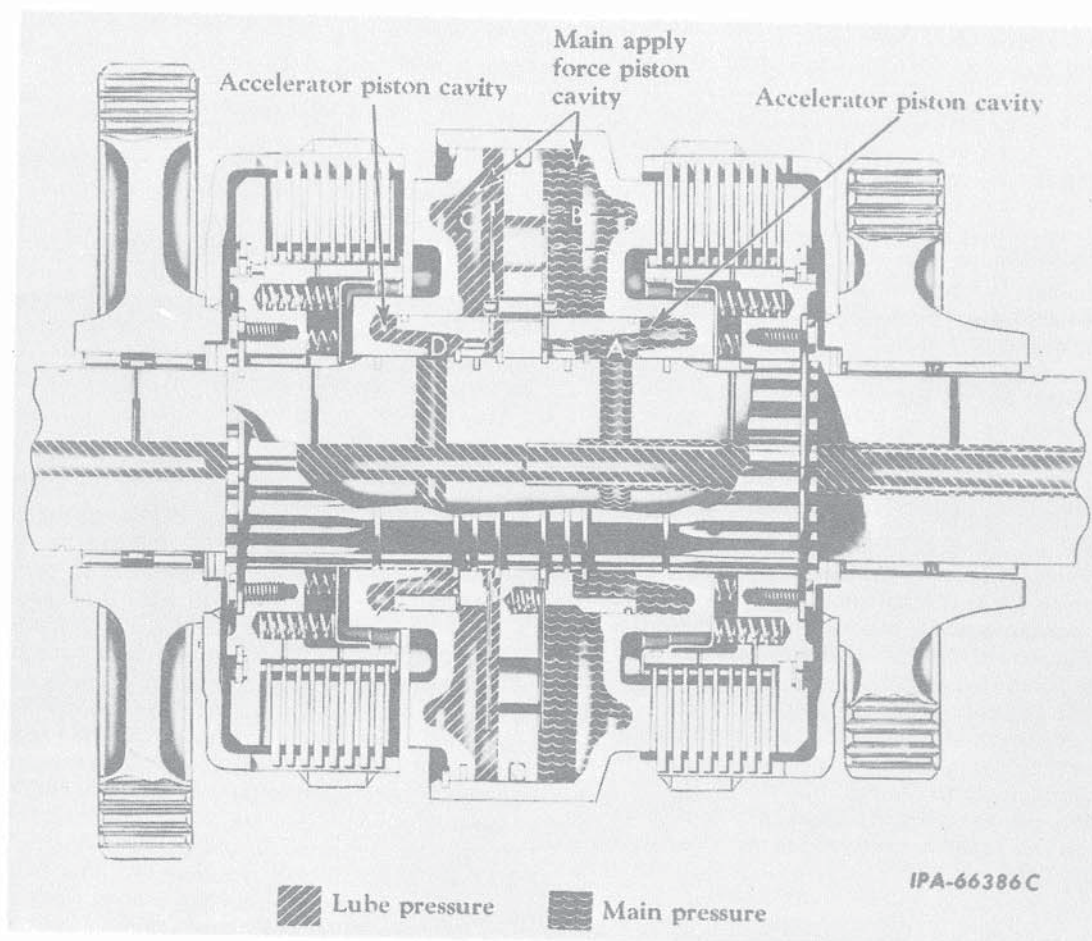 Main apply
force piston
cavity
Accelerator piston cavity
Accelerator piston cavity
C
B
D
A
IPA-66386C
Lube pressure
Main pressure